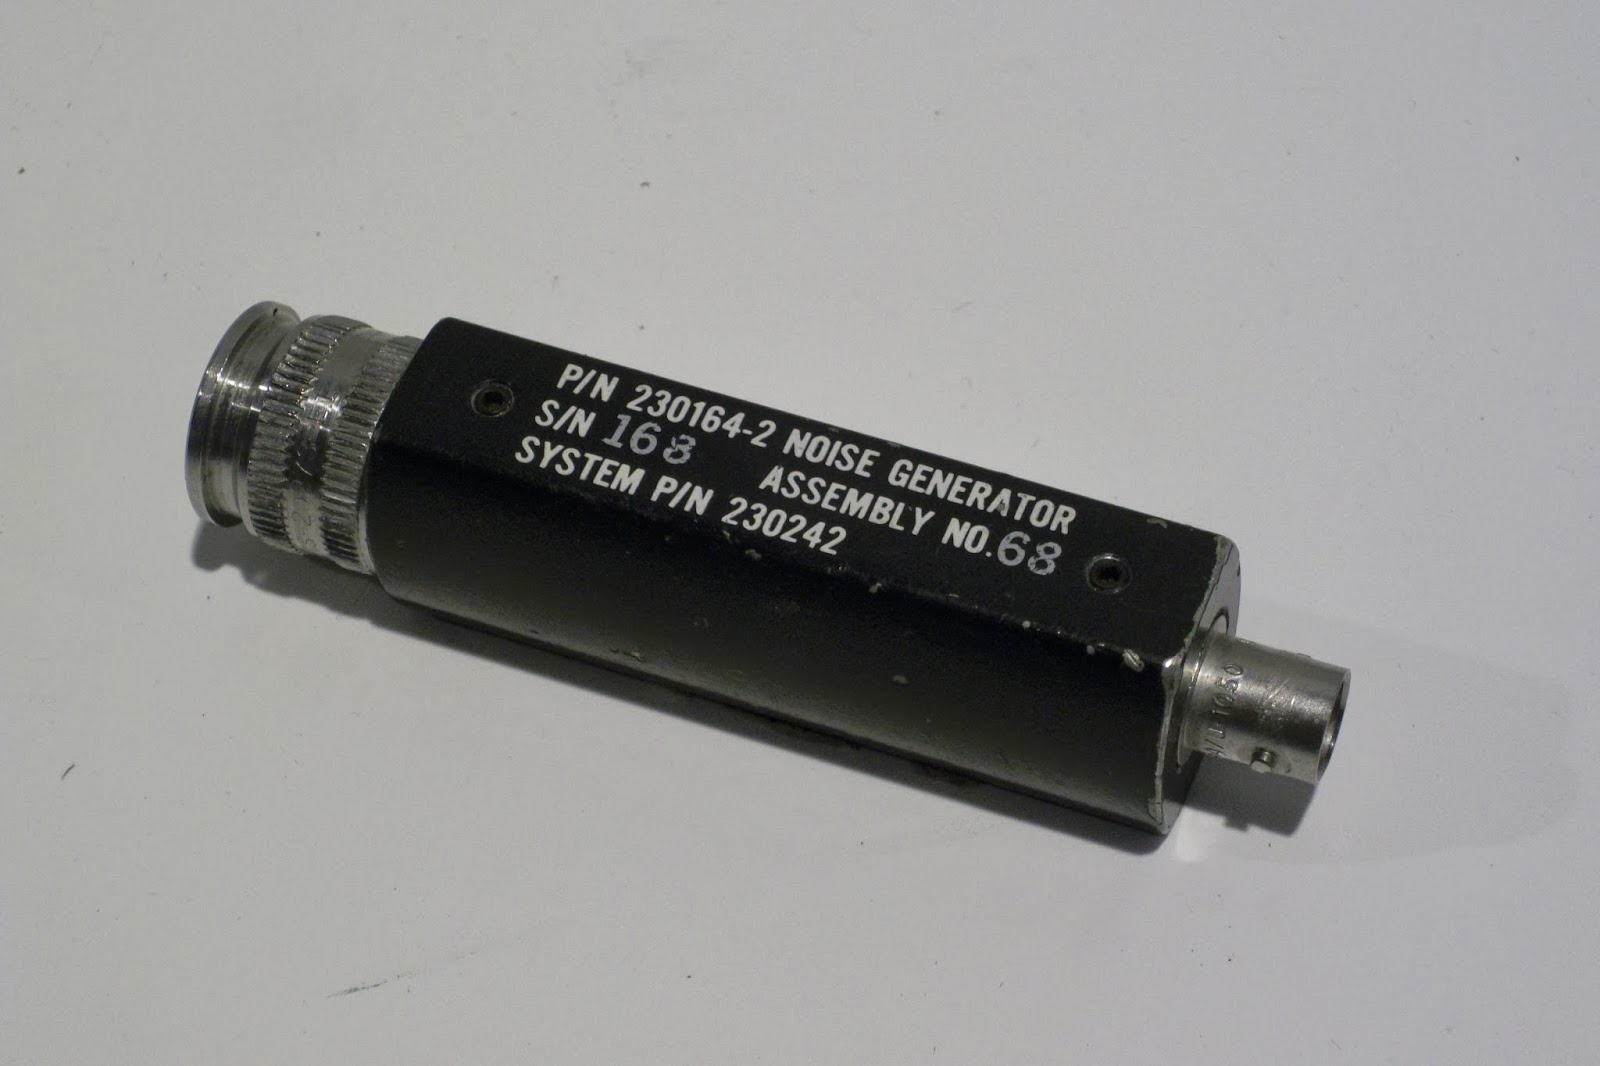 P/N 230164-2 NOISE GENERATOR
S/N 168 ASSEMBLY NO. 68
SYSTEM P/N 230242